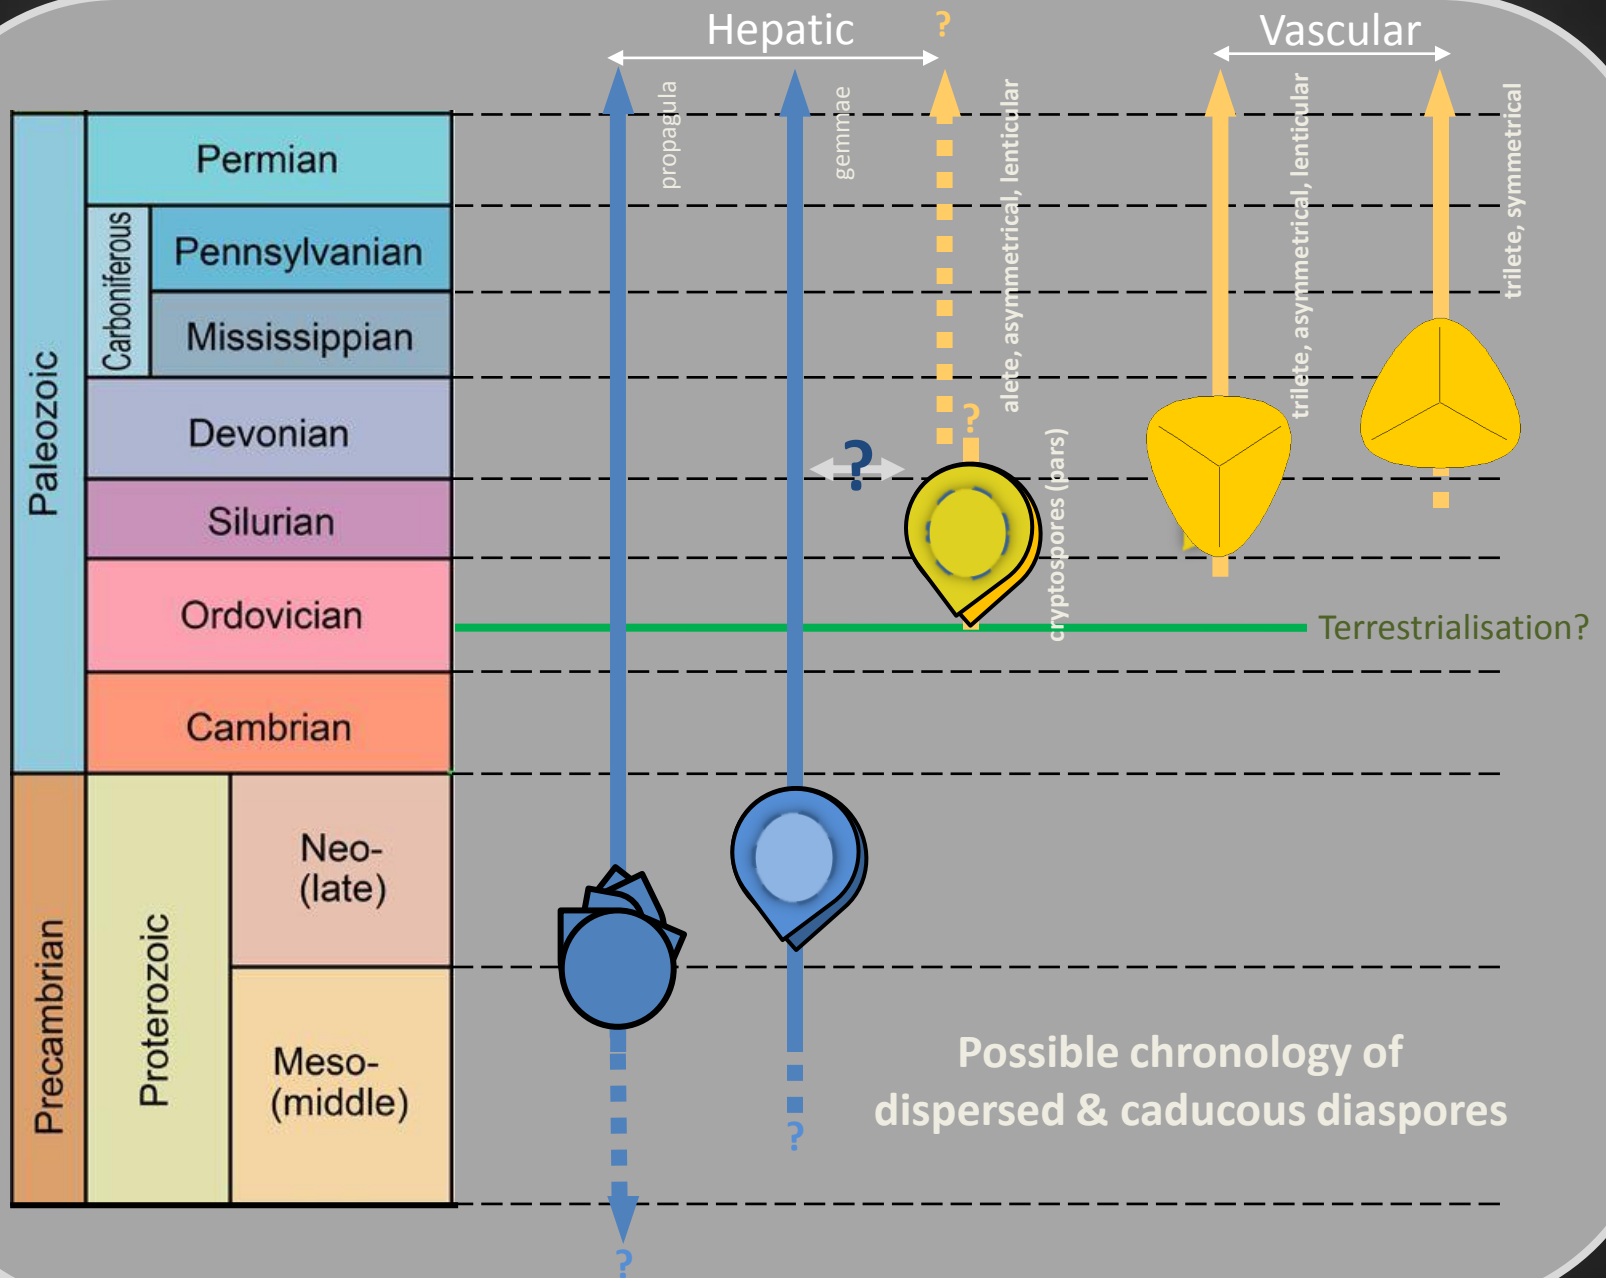 Hepatic
?
Vascular
propagula
gemmae
alete, asymmetrical, lenticular
trilete, asymmetrical, lenticular
trilete, symmetrical
Paleozoic
Permian
Carboniferous
Pennsylvanian
Mississippian
Devonian
Silurian
Ordovician
Cambrian
?
?
cryptospores (pars)
Terrestrialisation?
Precambrian
Proterozoic
Neo-
(late)
Meso-
(middle)
?
?
Possible chronology of
dispersed & caducous diaspores